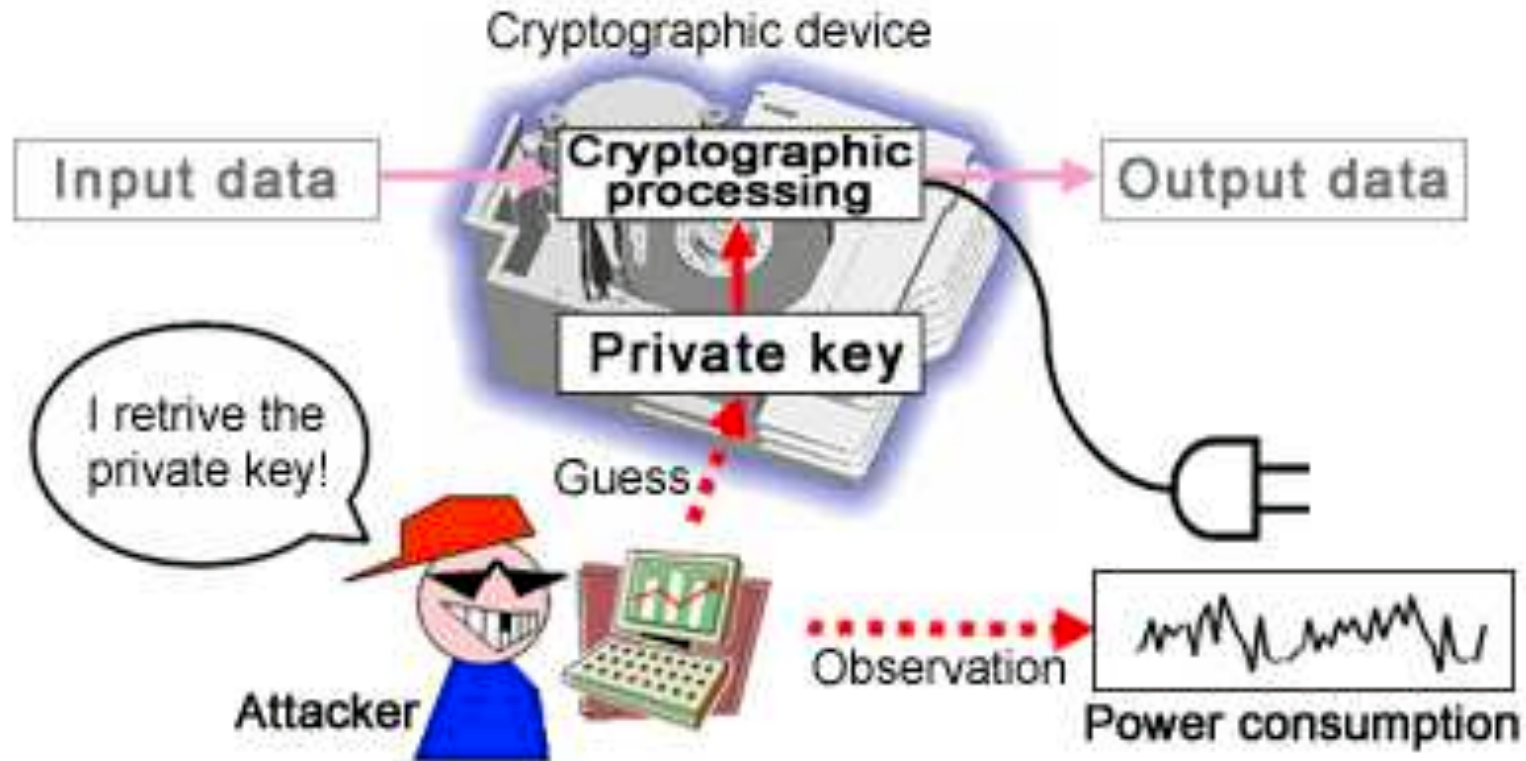 Cryptographic device
Input data
Cryptographic
processing
Output data
Private key
I retrive the
private key!
Guess
Observation
Attacker
Power consumption